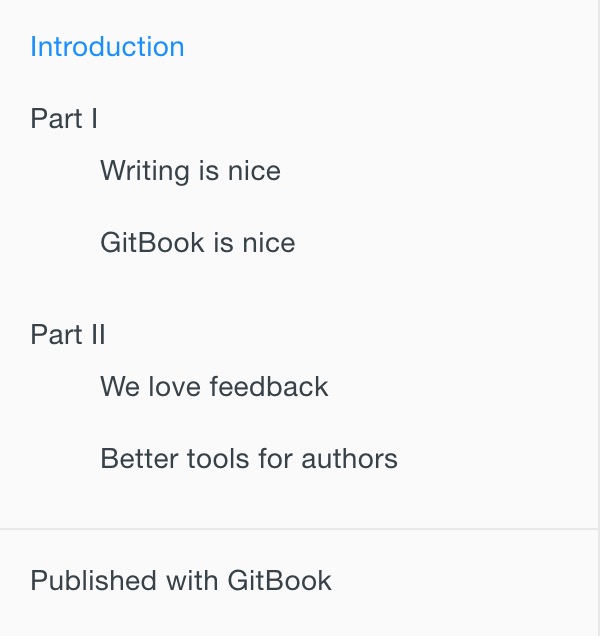 Introduction
Part I
Writing is nice
GitBook is nice
Part II
We love feedback
Better tools for authors
Published with GitBook